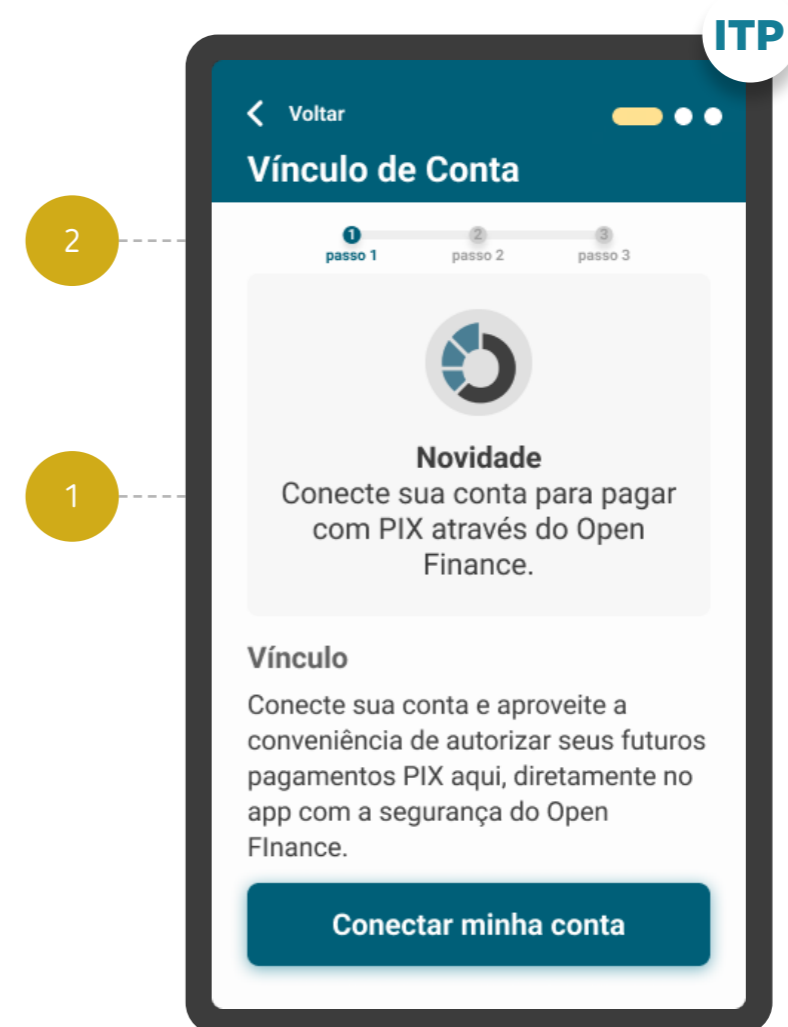 ITP
Voltar
Vínculo de Conta
2
1 2 3
passo 1 passo 2 passo 3
Novidade
1
Conecte sua conta para pagar
com PIX através do Open
Finance.
Vínculo
Conecte sua conta e aproveite a
conveniência de autorizar seus futuros
pagamentos PIX aqui, diretamente no
app com a segurança do Open
FInance.
Conectar minha conta